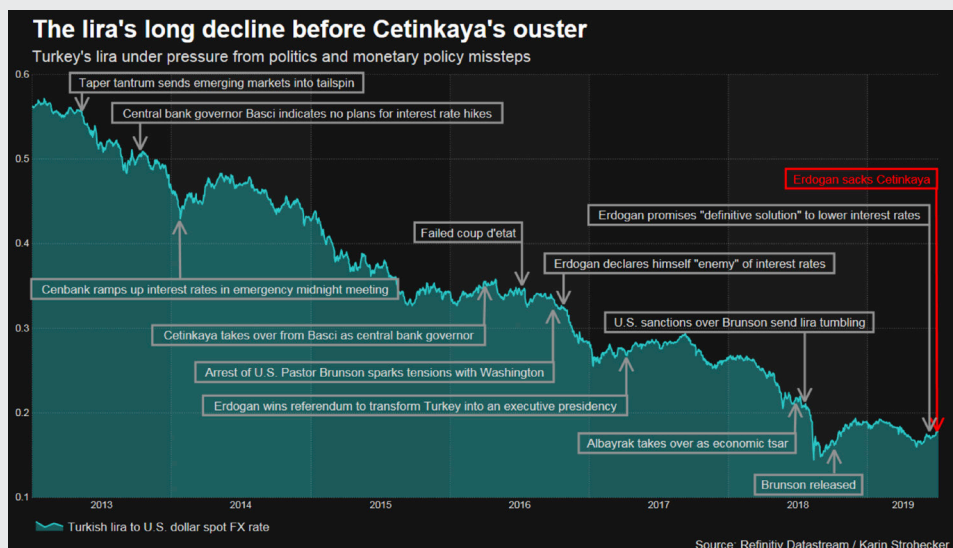 The lira's long decline before Cetinkaya's ouster
Turkey's lira under pressure from politics and monetary policy missteps
0.6
Taper tantrum sends emerging markets into tailspin
Central bank governor Basci indicates no plans for interest rate hikes
0.5
Erdogan sacks Cetinkaya
Erdogan promises "definitive solution" to lower interest rates
Failed coup d'etat
0.4
Erdogan declares himself "enemy" of interest rates
Cenbank ramps up interest rates in emergency midnight meeting
0.3
U.S. sanctions over Brunson send lira tumbling
Cetinkaya takes over from Basci as central bank governor
Arrest of U.S. Pastor Brunson sparks tensions with Washington
Erdogan wins referendum to transform Turkey into an executive presidency
0.2
Albayrak takes over as economic tsar
Brunson released
0.1
2013 2014 2015 2016 2017 2018 2019
Turkish lira to U.S. dollar spot FX rate
Source: Refinitiv Datastream / Karin Strohecker